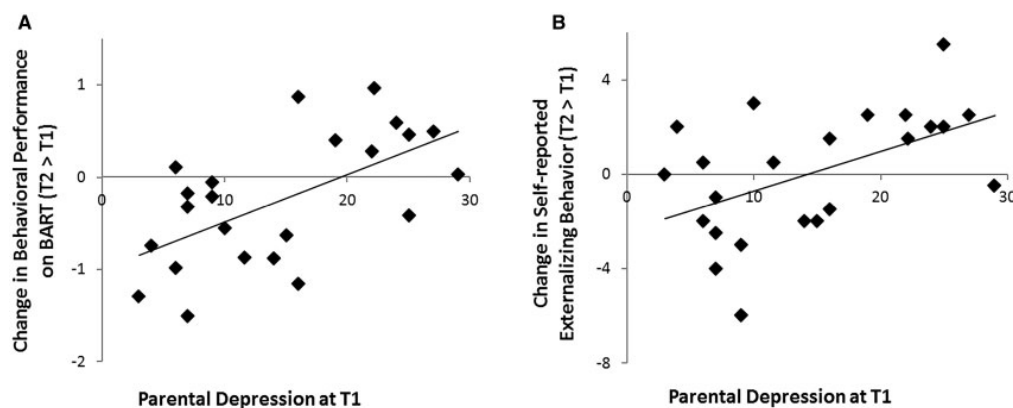 A
Change in Behavioral Performance
on BART (T2 > T1)
1
0
-1
-2
0
10
20
30
Parental Depression at T1
B
Change in Self-reported
Externalizing Behavior (T2 > T1)
4
0
-4
-8
0
10
20
30
Parental Depression at T1